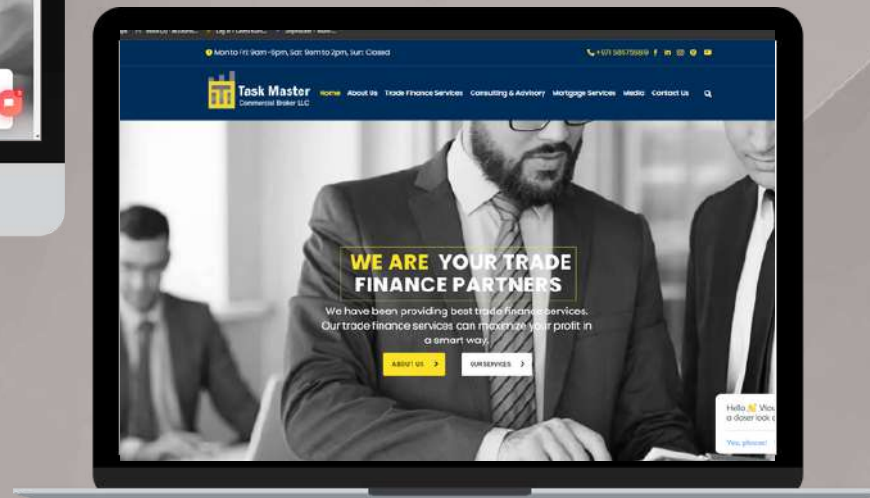 Mon to Fri: 9am -6pm, Sat: 9am to 2pm, Sun: Closed
Task Master
Commercial Broker LLC
Home About Us Trade Finance Services Consulting & Advisory Mortgage Services Media Contact Us
WE ARE YOUR TRADE
FINANCE PARTNERS
We have been providing best trade finance services.
Our trade finance services can maximize your profit in
a smart way.
ABOUT US
OUR SERVICES
Hello
a closer look
Yes, please!